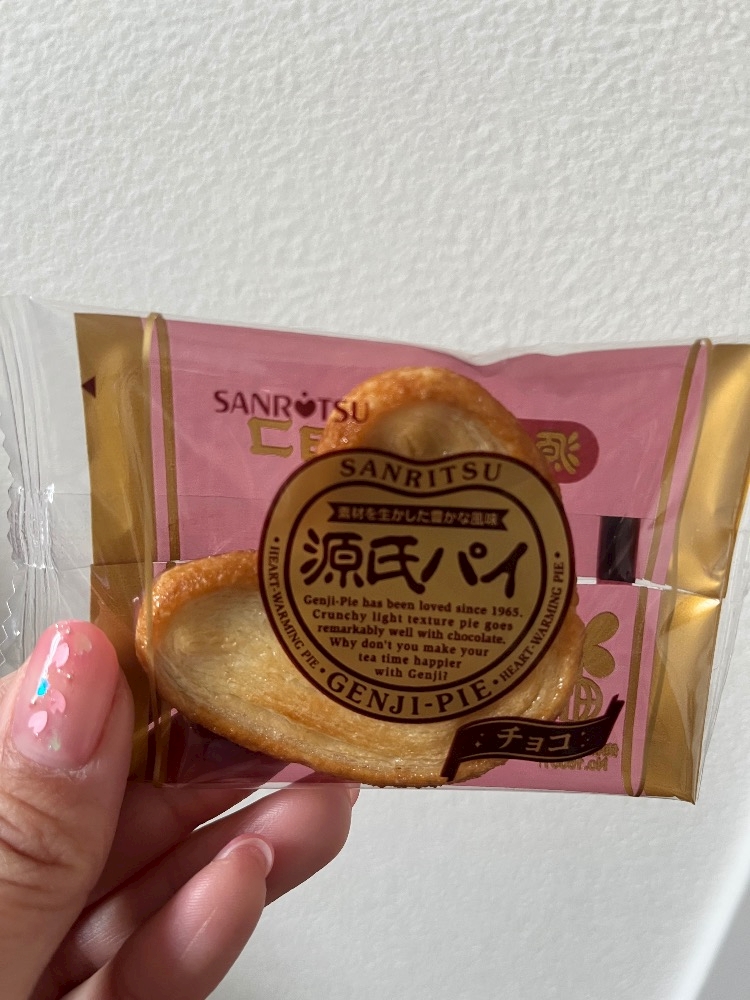 SANRITSU
SANRITSU
素材を生かした豊かな風味
源氏パイ
Genji-Pie has been loved since 1965.
Crunchy light texture pie goes
remarkably well with chocolate.
Why don't you make your
tea time happier
with Genji?
HEART-WARMING PIE
HEART-WARMING PIE
GENJI-PIE
チョコ